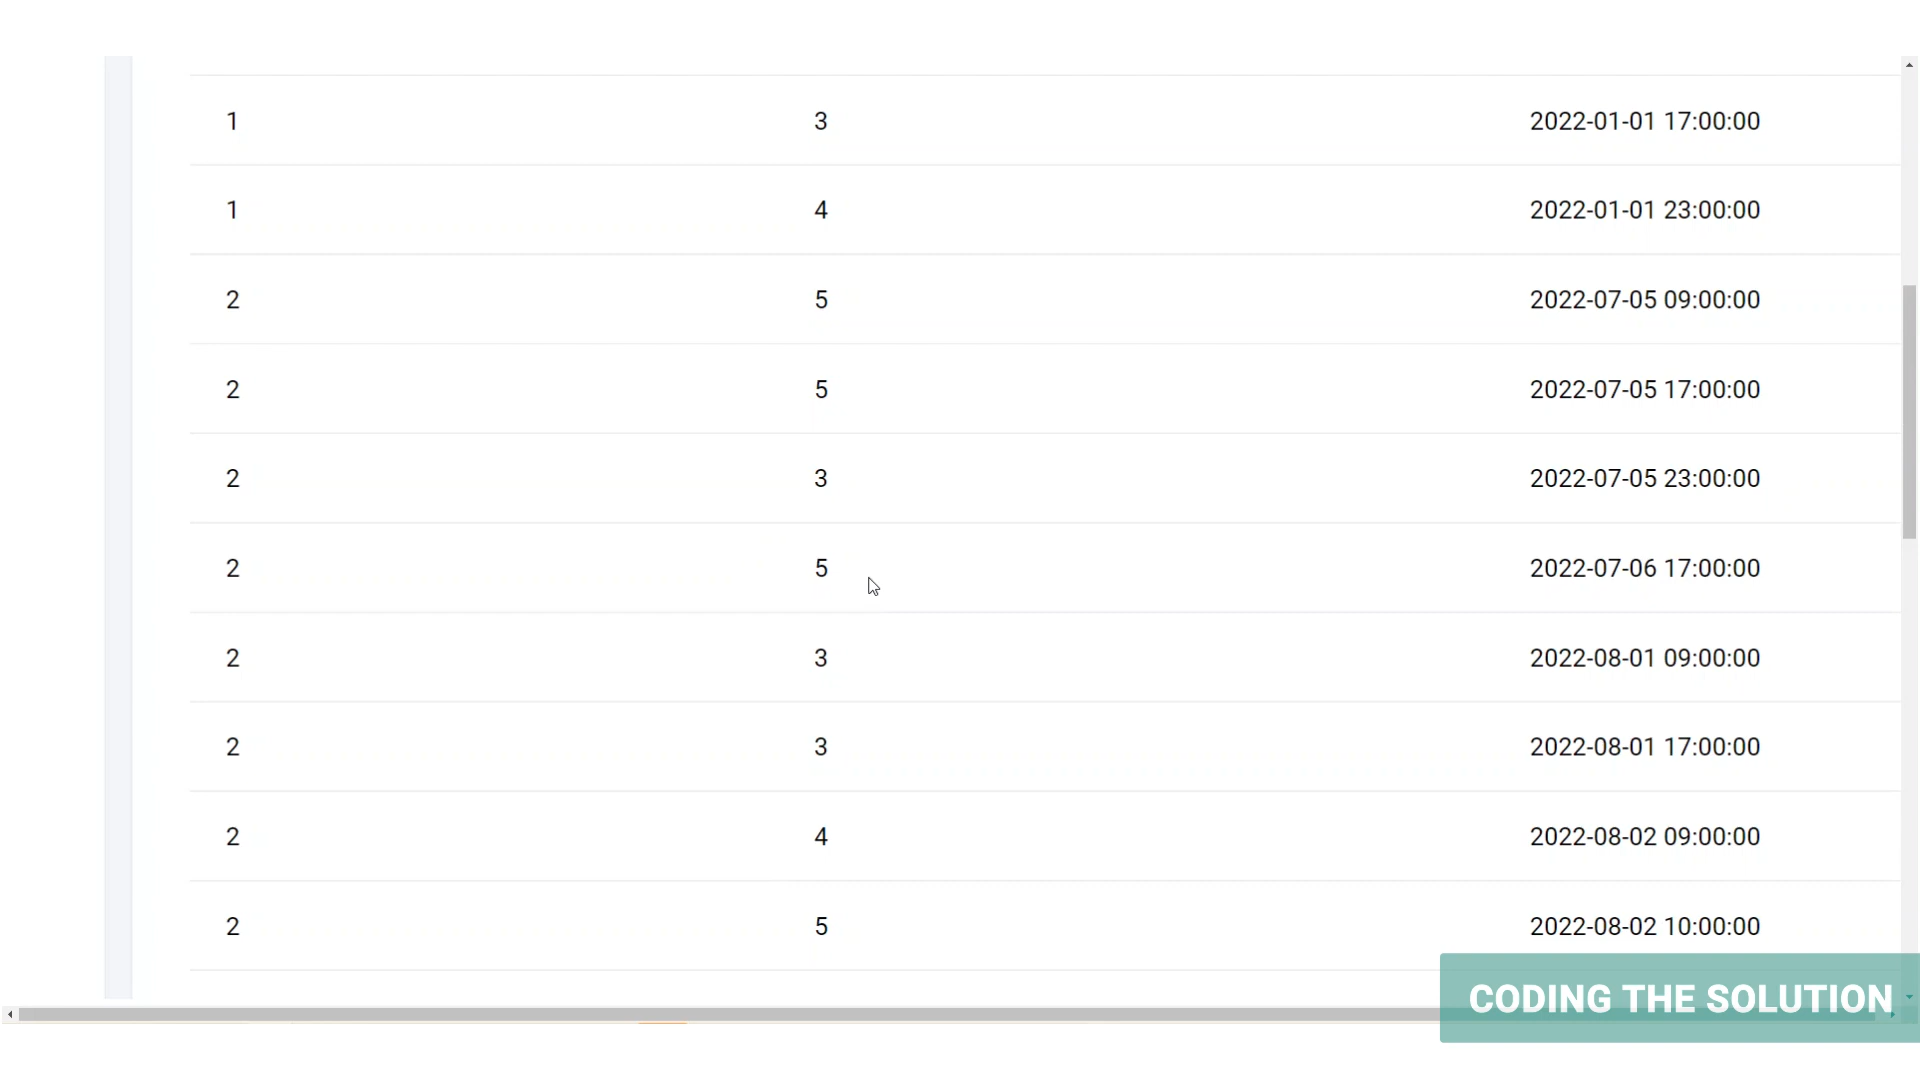 1 3 2022-01-01 17:00:00
1 4 2022-01-01 23:00:00
2 5 2022-07-05 09:00:00
2 5 2022-07-05 17:00:00
2 3 2022-07-05 23:00:00
2 5 2022-07-06 17:00:00
2 3 2022-08-01 09:00:00
2 3 2022-08-01 17:00:00
2 4 2022-08-02 09:00:00
2 5 2022-08-02 10:00:00
CODING THE SOLUTION